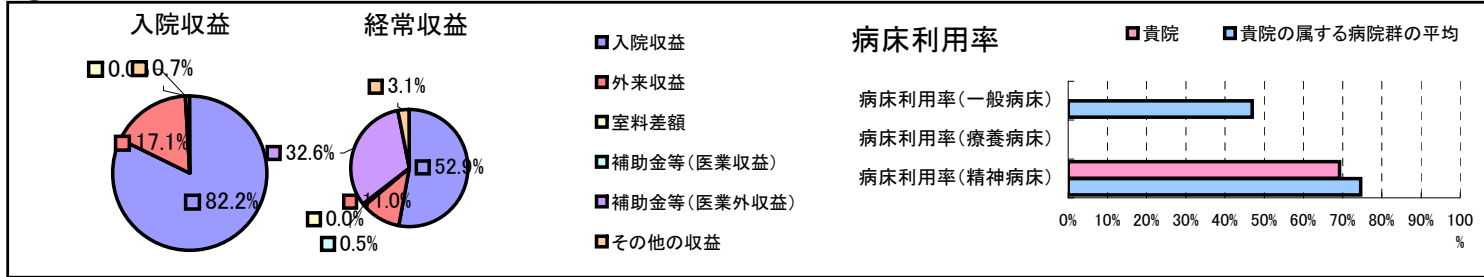 入院収益
0.0%
0.7%
17.1%
82.2%
経常収益
3.1%
32.6%
52.9%
11.0%
0.0%
0.5%
入院収益
外来収益
室料差額
補助金等(医業収益)
補助金等(医業外収益)
その他の収益
病床利用率
貴院
貴院の属する病院群の平均
病床利用率(一般病床)
病床利用率(療養病床)
病床利用率(精神病床)
0% 10% 20% 30% 40% 50% 60% 70% 80% 90% 100
%